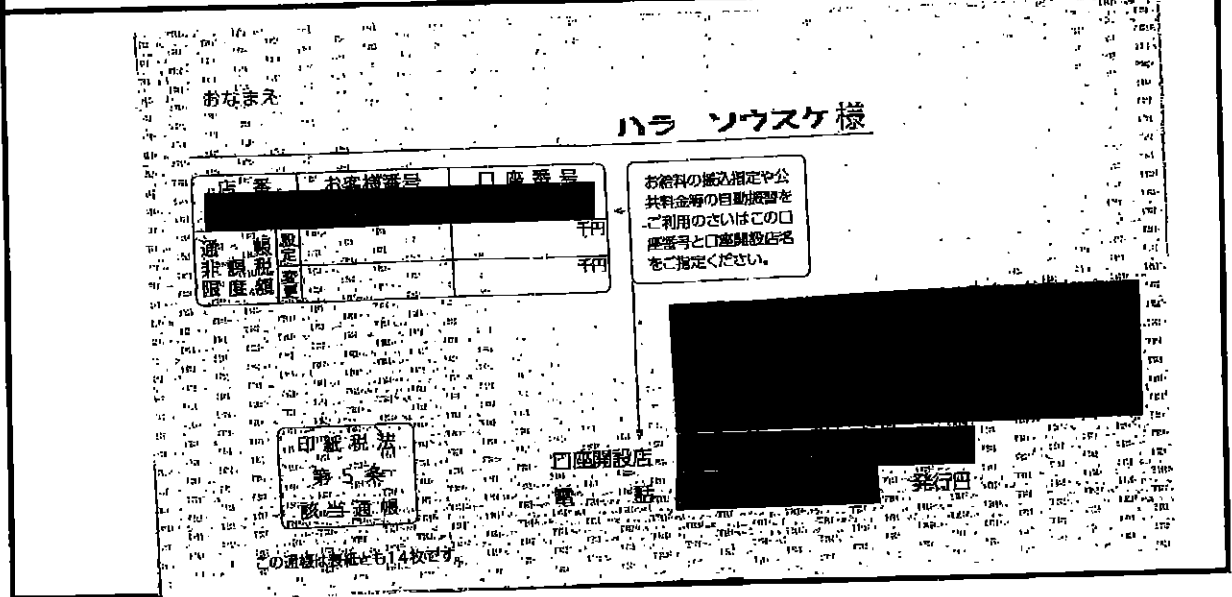 おなまえ
ハラ ソウスケ 様
店番 お客様番号 口座番号
通帳非課税限度額 設定 千円
変更 千円
お給料の振込指定や公
共料金等の自動振替を
ご利用のさいはこの口
座番号と口座開設店名
をご指定ください。
印紙税法
第5条
該当通帳
口座開設店
電話
発行日
この通帳は表紙とも14枚です。